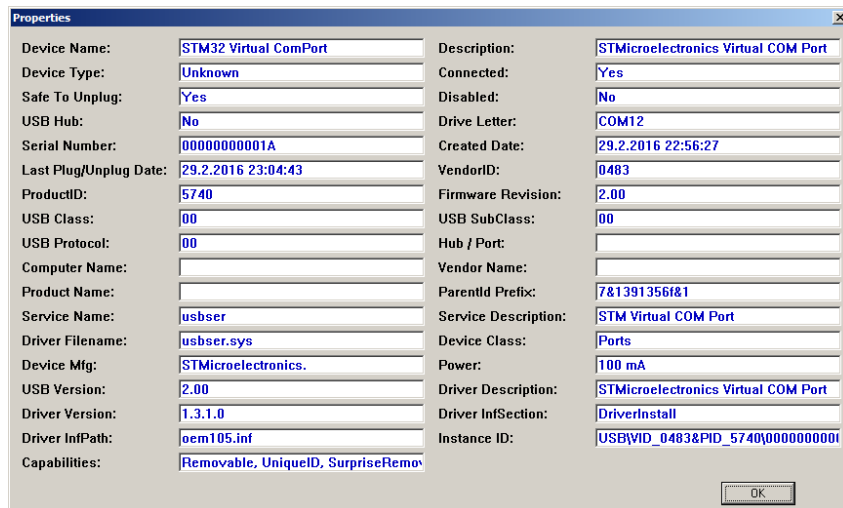 Properties
Device Name: STM32 Virtual ComPort Description: STMicroelectronics Virtual COM Port
Device Type: Unknown Connected: Yes
Safe To Unplug: Yes Disabled: No
USB Hub: No Drive Letter: COM12
Serial Number: 00000000001A Created Date: 29.2.2016 22:56:27
Last Plug/Unplug Date: 29.2.2016 23:04:43 VendorID: 0483
ProductID: 5740 Firmware Revision: 2.00
USB Class: 00 USB SubClass: 00
USB Protocol: 00 Hub / Port:
Computer Name: Vendor Name:
Product Name: ParentId Prefix: 7&1391356f&1
Service Name: usbser Service Description: STM Virtual COM Port
Driver Filename: usbser.sys Device Class: Ports
Device Mfg: STMicroelectronics. Power: 100 mA
USB Version: 2.00 Driver Description: STMicroelectronics Virtual COM Port
Driver Version: 1.3.1.0 Driver InfSection: DriverInstall
Driver InfPath: oem105.inf Instance ID: USB\VID_0483&PID_5740\0000000000
Capabilities: Removable, UniqueID, SurpriseRemov
OK